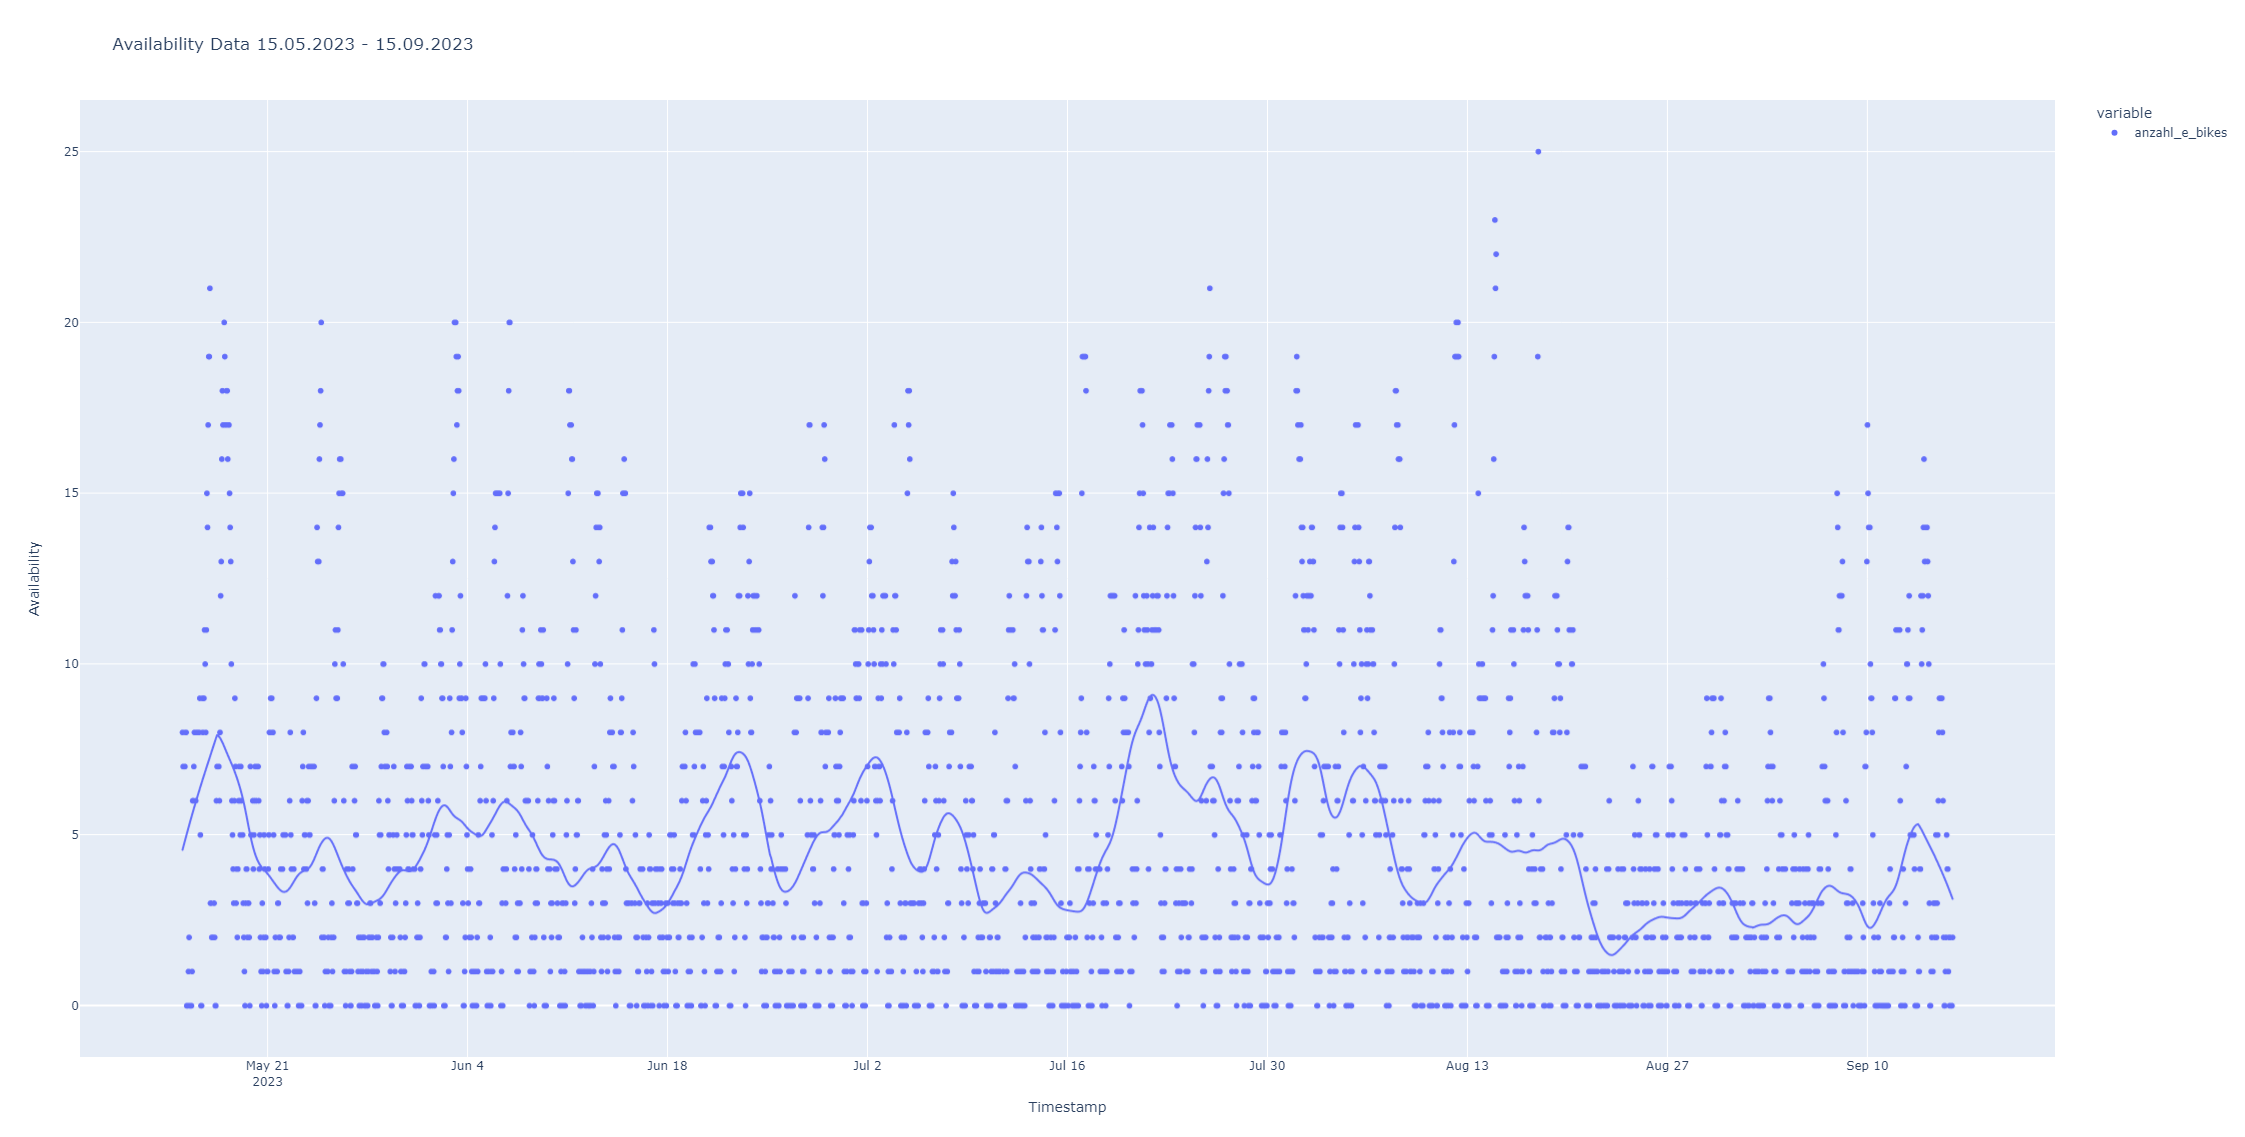 Availability Data 15.05.2023 - 15.09.2023
variable
anzahl_e_bikes
Availability
25
20
15
10
5
0
May 21
2023
Jun 4
Jun 18
Jul 2
Jul 16
Jul 30
Aug 13
Aug 27
Sep 10
Timestamp